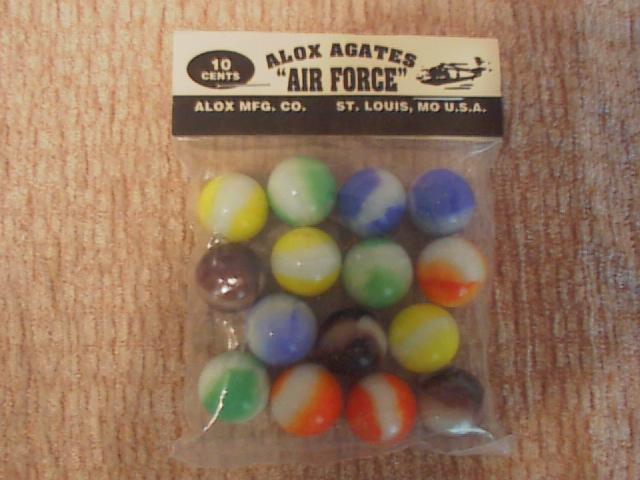 10
CENTS
ALOX AGATES
"AIR FORCE"
ALOX MFG. CO. ST. LOUIS, MO U.S.A.